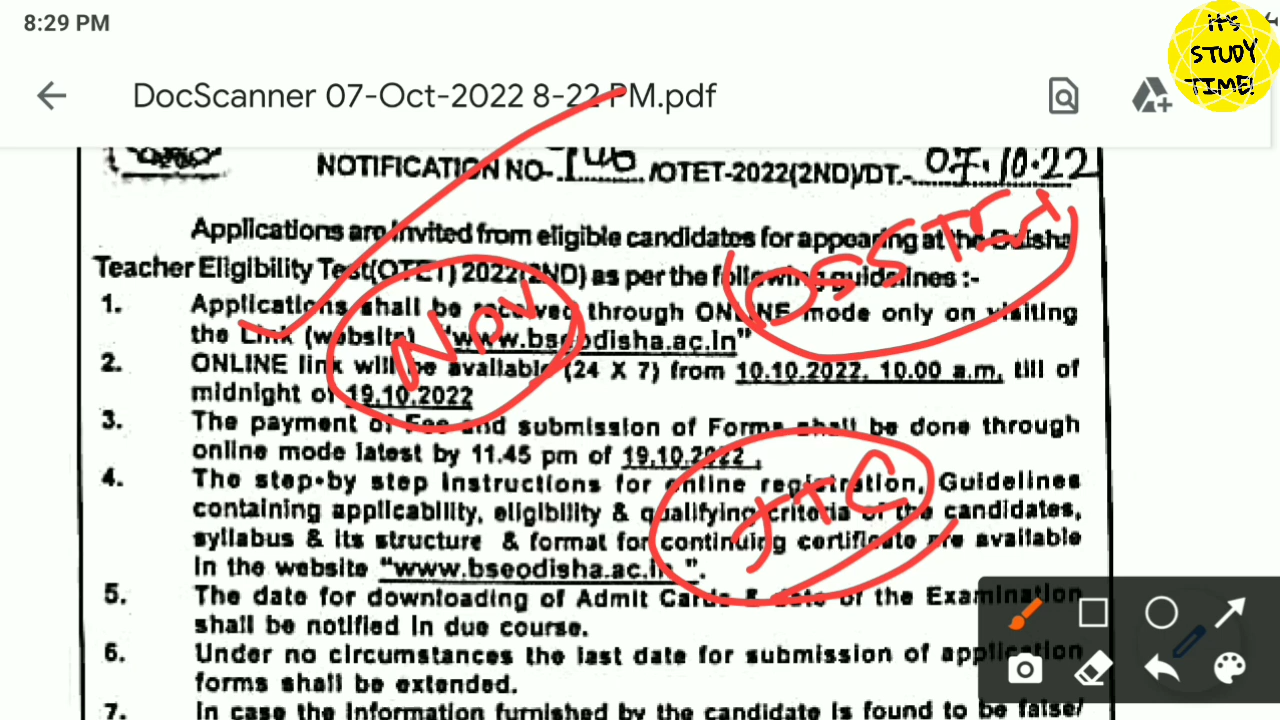 8:29 PM
iT'S
STUDY
TIME!
DocScanner 07-Oct-2022 8-22 PM.pdf
NOTIFICATION NO- /OTET-2022(2ND)/DT.- 07.10.22
Applications are invited from eligible candidates for appearing at the Odisha
Teacher Eligibility Test(OTET) 2022(2ND) as per the following guidelines :-
OSSTET
1. Applications shall be received through ONLINE mode only on visiting
the Link (website) "www.bseodisha.ac.in"
Nov
2. ONLINE link will be available (24 X 7) from 10.10.2022, 10.00 a.m, till of
midnight of 19.10.2022
3. The payment of Fee and submission of Forms shall be done through
online mode latest by 11.45 pm of 19.10.2022 .
4. The step-by step Instructions for online registration, Guidelines
containing applicability, eligibility & qualifying criteria of the candidates,
JTC
syllabus & its structure & format for continuing certificate are available
in the website "www.bseodisha.ac.in ".
5. The date for downloading of Admit Cards & date of the Examination
shall be notified in due course.
6. Under no circumstances the last date for submission of application
forms shall be extended.
7. In case the information furnished by the candidate is found to be false/